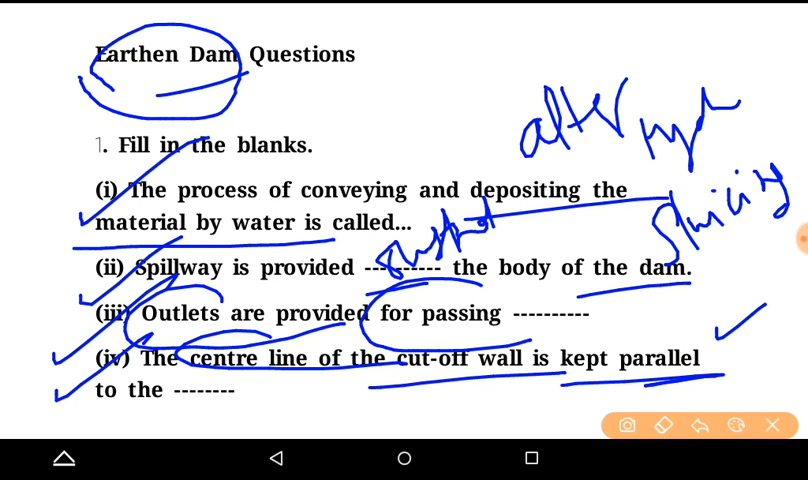 Earthen Dam Questions
after
1. Fill in the blanks.
(i) The process of conveying and depositing the
material by water is called...
Sluicing
(ii) Spillway is provided ---------- the body of the dam.
(iii) Outlets are provided for passing ----------
(iv) The centre line of the cut-off wall is kept parallel
to the --------